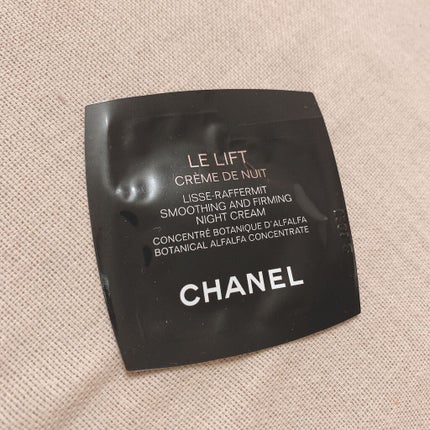 LE LIFT
CRÈME DE NUIT
LISSE-RAFFERMIT
SMOOTHING AND FIRMING
NIGHT CREAM
CONCENTRÉ BOTANIQUE D'ALFALFA
BOTANICAL ALFALFA CONCENTRATE
CHANEL